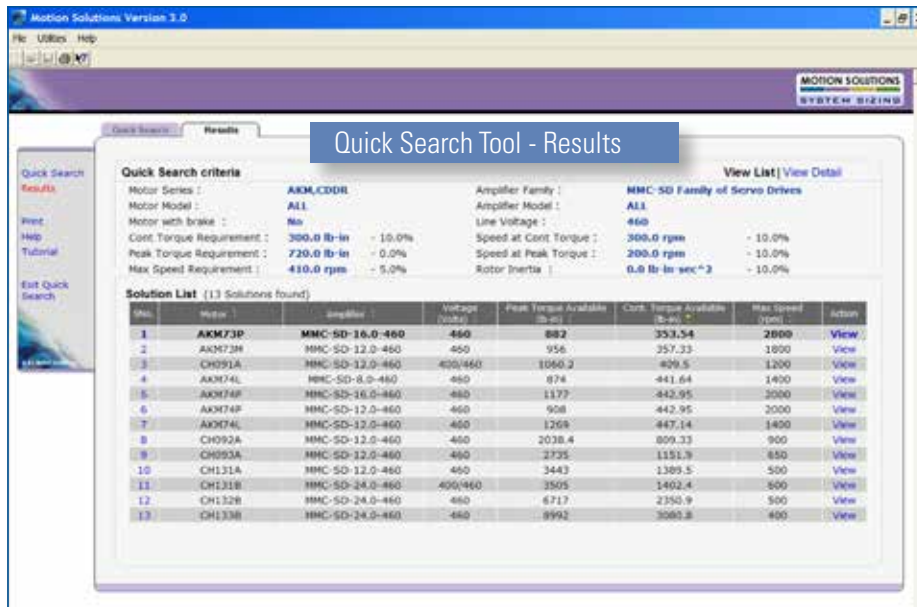 Motion Solutions Version 3.0
File Utilities Help
MOTION SOLUTIONS
SYSTEM SIZING
Quick Search Results
Quick Search Tool - Results
Quick Search
Results
Print
Help
Tutorial
Exit Quick
Search
Quick Search criteria View List | View Detail
Motor Series : AKM,CDDR Amplifier Family : MMC-SD Family of Servo Drives
Motor Model : ALL Amplifier Model : ALL
Motor with brake : No Line Voltage : 460
Cont Torque Requirement : 300.0 lb-in - 10.0% Speed at Cont Torque : 300.0 rpm - 10.0%
Peak Torque Requirement : 720.0 lb-in - 0.0% Speed at Peak Torque : 200.0 rpm - 10.0%
Max Speed Requirement : 410.0 rpm - 5.0% Rotor Inertia : 0.0 lb-in-sec^2 - 10.0%
Solution List (13 Solutions found)
SNo. Motor Amplifier Voltage (Volts) Peak Torque Available (lb-in) Cont. Torque Available (lb-in) Max Speed (rpm) Action
1 AKM73P MMC-SD-16.0-460 460 882 353.54 2800 View
2 AKM73M MMC-SD-12.0-460 460 956 357.33 1800 View
3 CH091A MMC-SD-12.0-460 400/460 1060.2 409.5 1200 View
4 AKM74L MMC-SD-8.0-460 460 874 441.64 1400 View
5 AKM74P MMC-SD-16.0-460 460 1177 442.95 2000 View
6 AKM74P MMC-SD-12.0-460 460 908 442.95 2000 View
7 AKM74L MMC-SD-12.0-460 460 1269 447.14 1400 View
8 CH092A MMC-SD-12.0-460 460 2038.4 809.33 900 View
9 CH093A MMC-SD-12.0-460 460 2735 1151.9 650 View
10 CH131A MMC-SD-12.0-460 460 3443 1389.5 500 View
11 CH131B MMC-SD-24.0-460 400/460 3505 1402.4 600 View
12 CH132B MMC-SD-24.0-460 460 6717 2350.9 500 View
13 CH133B MMC-SD-24.0-460 460 8992 3080.8 400 View